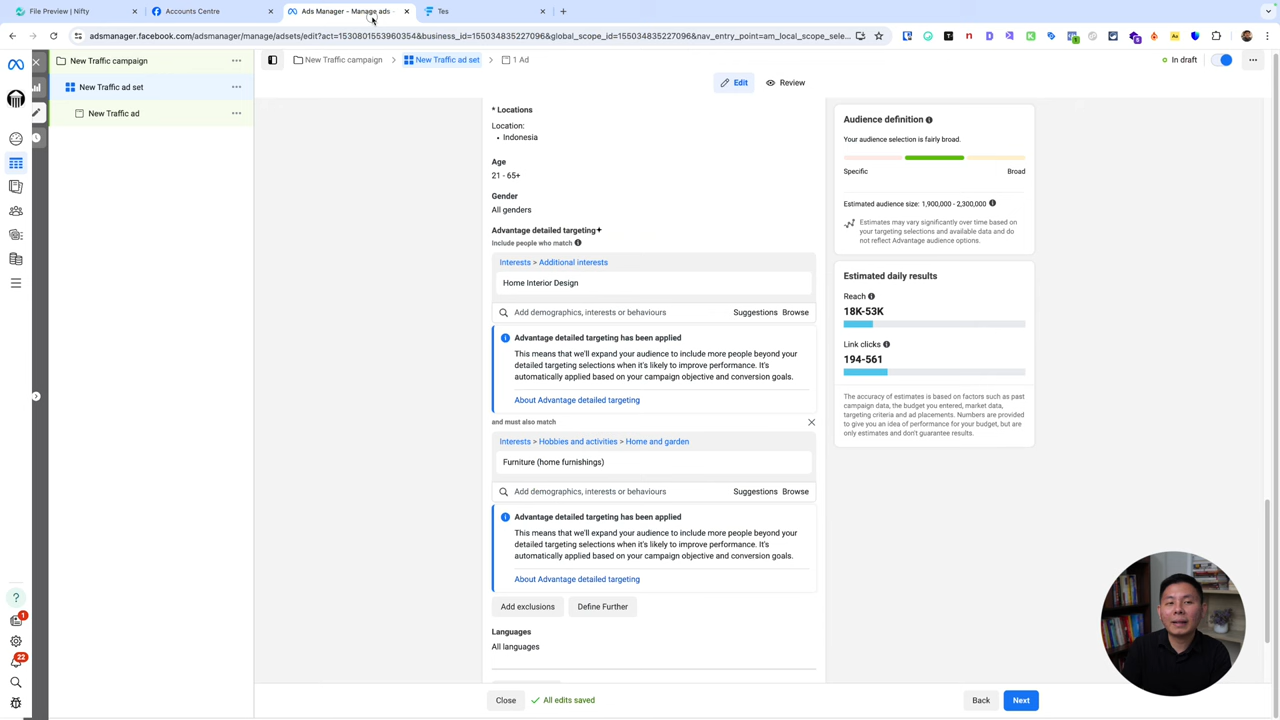 File Preview | Nifty
Accounts Centre
Ads Manager - Manage ads -
Tes
adsmanager.facebook.com/adsmanager/manage/adsets/edit?act=1530801553960354&business_id=155034835227096&global_scope_id=155034835227096&nav_entry_point=am_local_scope_sele...
New Traffic campaign
New Traffic ad set
New Traffic ad
New Traffic campaign
New Traffic ad set
1 Ad
In draft
Edit
Review
* Locations
Location:
• Indonesia
Age
21 - 65+
Gender
All genders
Advantage detailed targeting+
Include people who match
Interests > Additional interests
Home Interior Design
Add demographics, interests or behaviours
Suggestions
Browse
Advantage detailed targeting has been applied
This means that we'll expand your audience to include more people beyond your
detailed targeting selections when it's likely to improve performance. It's
automatically applied based on your campaign objective and conversion goals.
About Advantage detailed targeting
and must also match
Interests > Hobbies and activities > Home and garden
Furniture (home furnishings)
Add demographics, interests or behaviours
Suggestions
Browse
Advantage detailed targeting has been applied
This means that we'll expand your audience to include more people beyond your
detailed targeting selections when it's likely to improve performance. It's
automatically applied based on your campaign objective and conversion goals.
About Advantage detailed targeting
Add exclusions
Define Further
Languages
All languages
Close
All edits saved
Back
Next
Audience definition
Your audience selection is fairly broad.
Specific
Broad
Estimated audience size: 1,900,000 - 2,300,000
Estimates may vary significantly over time based on
your targeting selections and available data and do
not reflect Advantage audience options.
Estimated daily results
Reach
18K-53K
Link clicks
194-561
The accuracy of estimates is based on factors such as past
campaign data, the budget you entered, market data,
targeting criteria and ad placements. Numbers are provided
to give you an idea of performance for your budget, but are
only estimates and don't guarantee results.
1
22